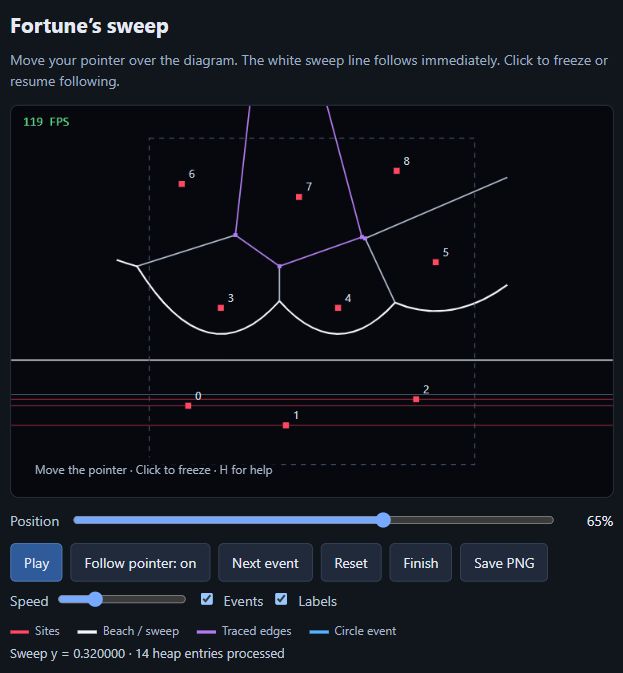 Fortune's sweep
Move your pointer over the diagram. The white sweep line follows immediately. Click to freeze or
resume following.
119 FPS
8
6
7
5
3
4
2
0
1
Move the pointer · Click to freeze · H for help
Position 65%
Play Follow pointer: on Next event Reset Finish Save PNG
Speed Events Labels
Sites Beach / sweep Traced edges Circle event
Sweep y = 0.320000 · 14 heap entries processed